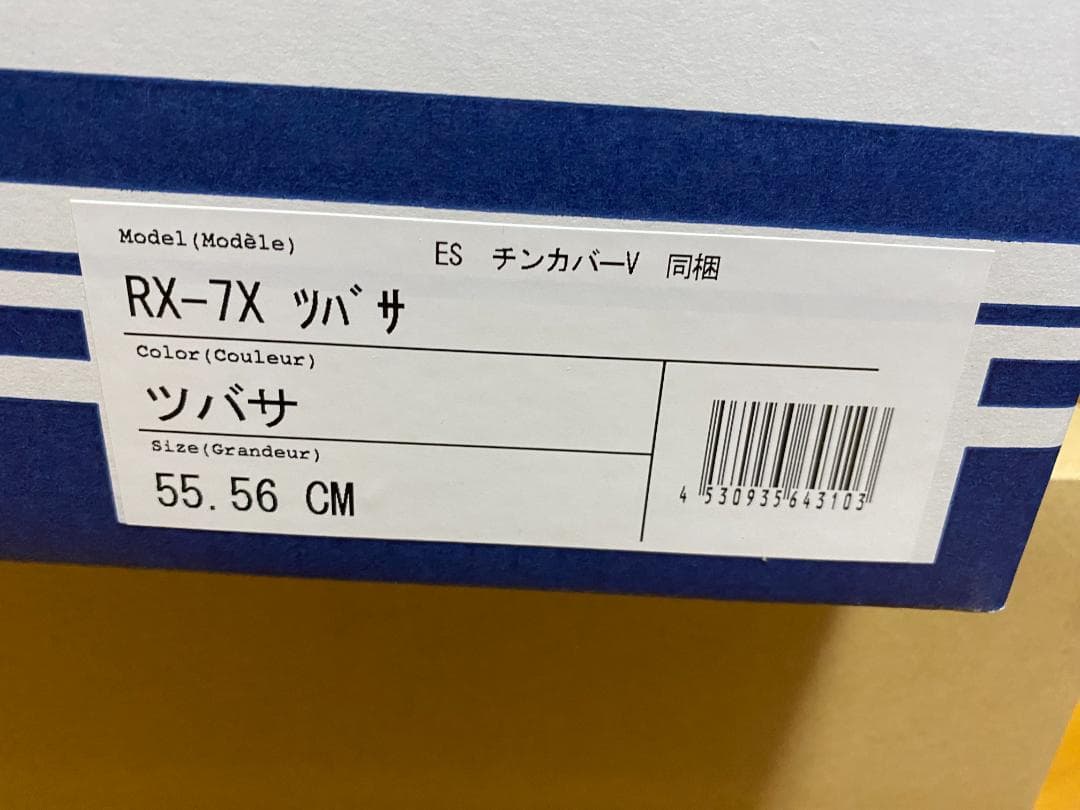 Model(Modèle)
ES チンカバーV 同梱
RX-7X ﾂﾊﾞｻ
Color(Couleur)
ツバサ
Size(Grandeur)
55.56 CM
4 530935 643103